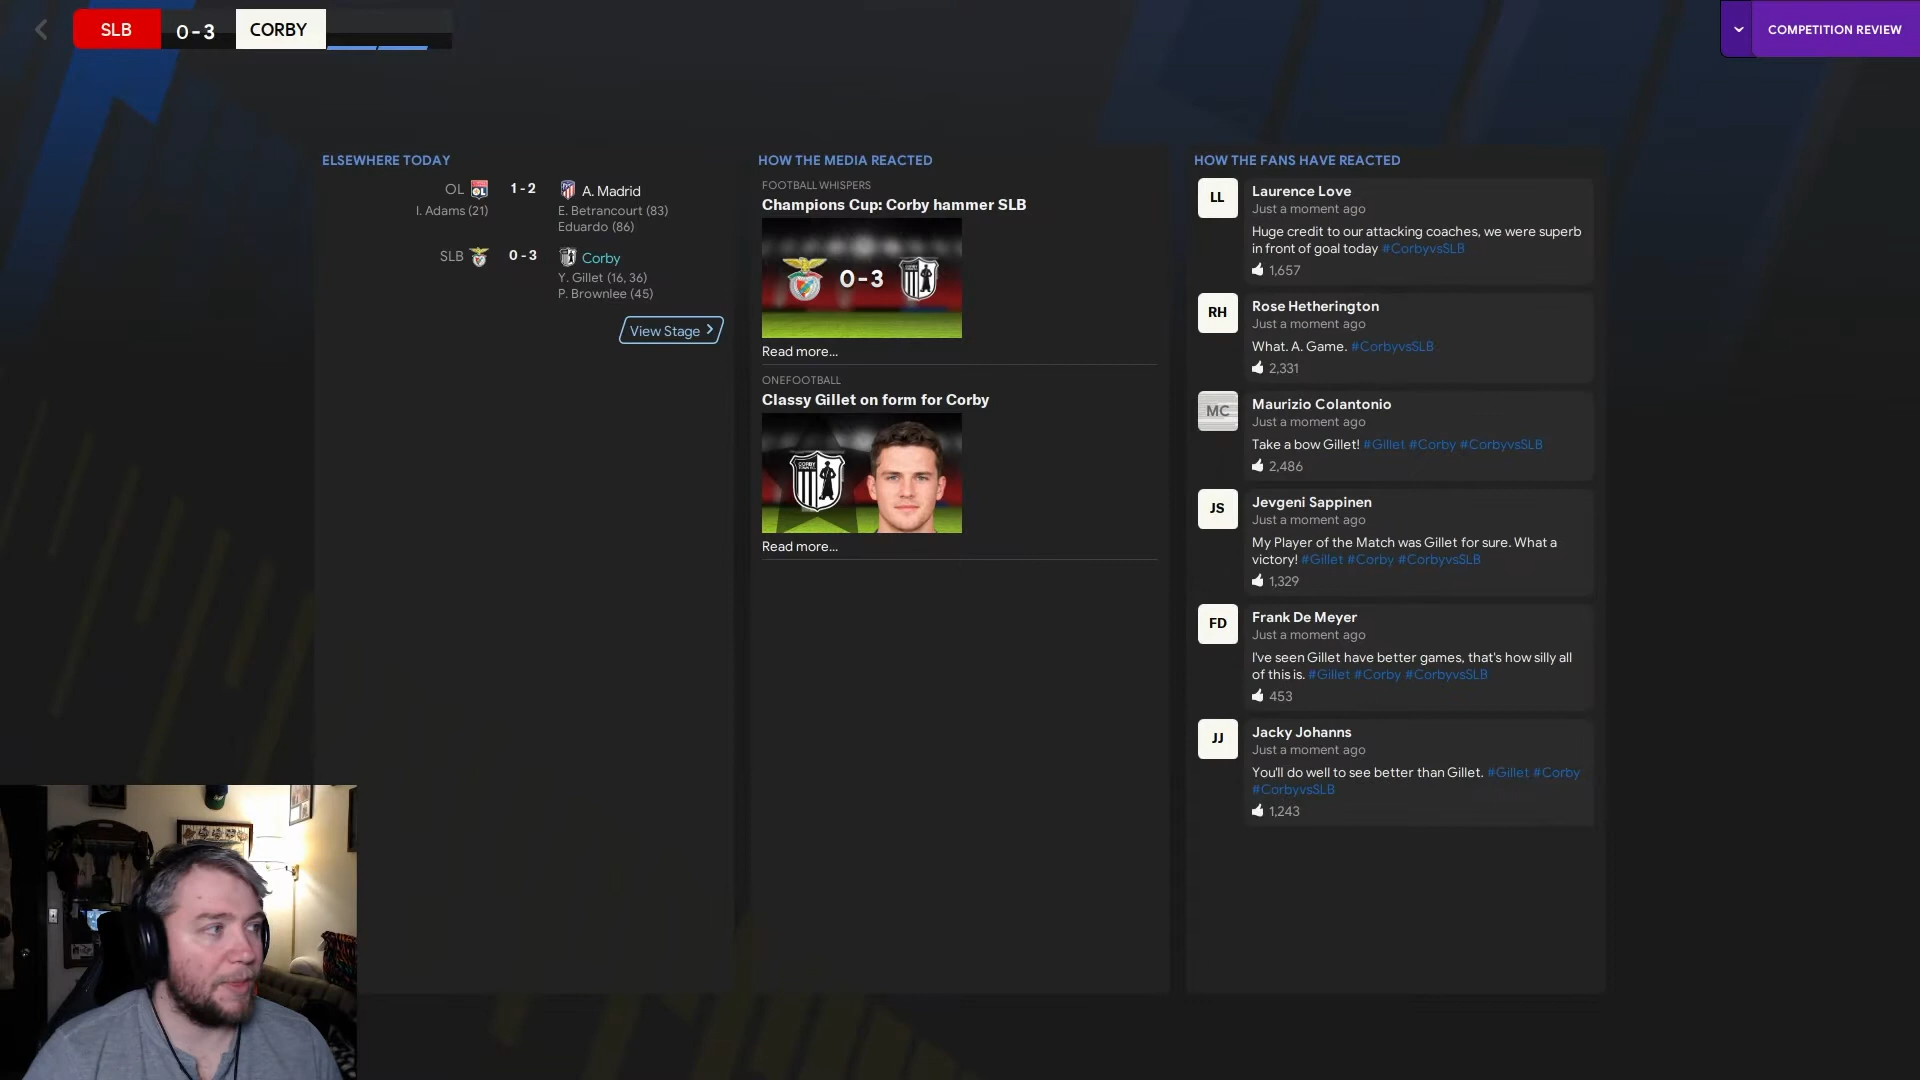 SLB
0 - 3
CORBY
COMPETITION REVIEW
ELSEWHERE TODAY
OL
1 - 2
A. Madrid
I. Adams (21)
E. Betrancourt (83)
Eduardo (86)
SLB
0 - 3
Corby
Y. Gillet (16, 36)
P. Brownlee (45)
View Stage
HOW THE MEDIA REACTED
FOOTBALL WHISPERS
Champions Cup: Corby hammer SLB
0 - 3
Read more...
ONEFOOTBALL
Classy Gillet on form for Corby
Read more...
HOW THE FANS HAVE REACTED
LL
Laurence Love
Just a moment ago
Huge credit to our attacking coaches, we were superb
in front of goal today #CorbyvsSLB
1,657
RH
Rose Hetherington
Just a moment ago
What. A. Game. #CorbyvsSLB
2,331
MC
Maurizio Colantonio
Just a moment ago
Take a bow Gillet! #Gillet #Corby #CorbyvsSLB
2,486
JS
Jevgeni Sappinen
Just a moment ago
My Player of the Match was Gillet for sure. What a
victory! #Gillet #Corby #CorbyvsSLB
1,329
FD
Frank De Meyer
Just a moment ago
I've seen Gillet have better games, that's how silly all
of this is. #Gillet #Corby #CorbyvsSLB
453
JJ
Jacky Johanns
Just a moment ago
You'll do well to see better than Gillet. #Gillet #Corby
#CorbyvsSLB
1,243